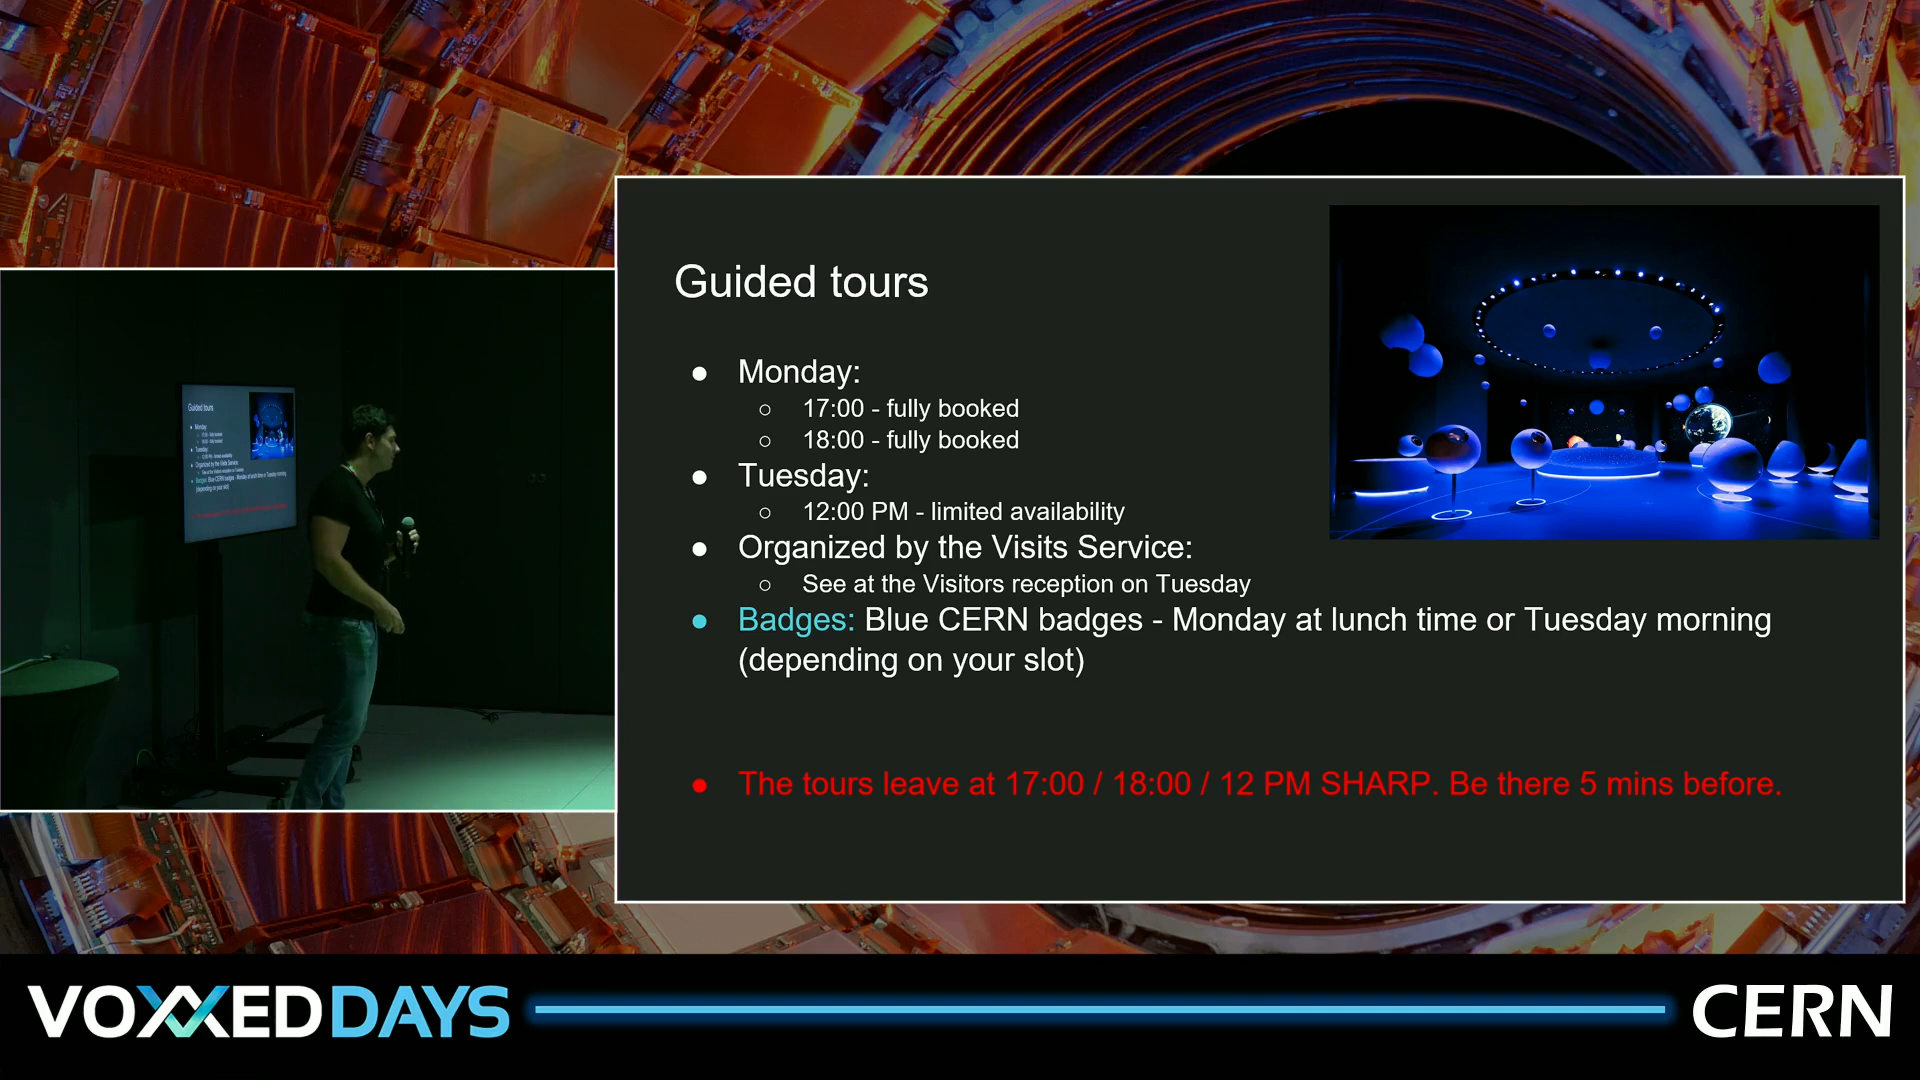 Guided tours
Monday:
17:00 - fully booked
18:00 - fully booked
Tuesday:
12:00 PM - limited availability
Organized by the Visits Service:
See at the Visitors reception on Tuesday
Badges: Blue CERN badges - Monday at lunch time or Tuesday morning
(depending on your slot)
The tours leave at 17:00 / 18:00 / 12 PM SHARP. Be there 5 mins before.
Guided tours
VOXXEDDAYS
CERN